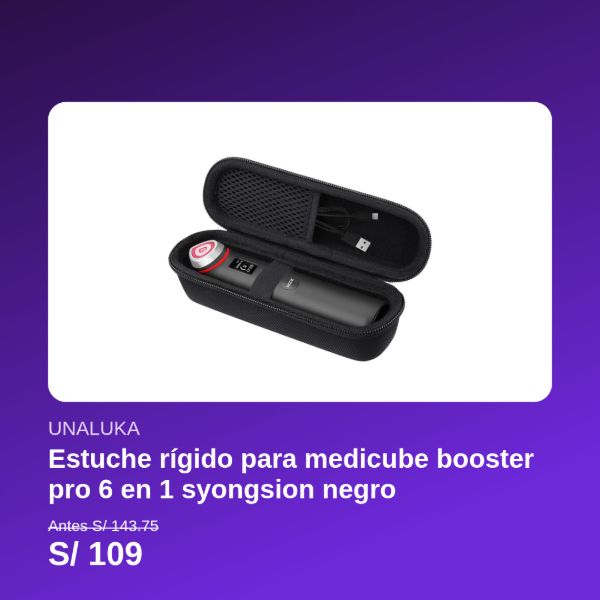 UNALUKA
Estuche rígido para medicube booster
pro 6 en 1 syongsion negro
Antes S/ 143.75
S/ 109